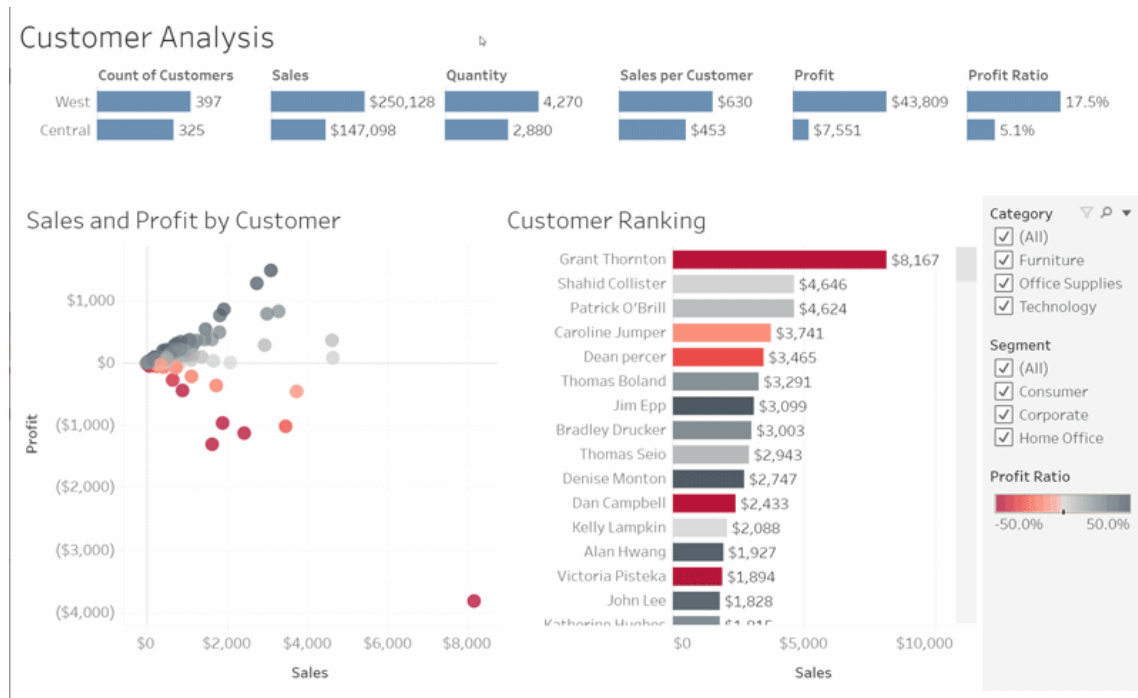 Customer Analysis
Count of Customers Sales Quantity Sales per Customer Profit Profit Ratio
West 397 $250,128 4,270 $630 $43,809 17.5%
Central 325 $147,098 2,880 $453 $7,551 5.1%
Sales and Profit by Customer
$1,000
$0
($1,000)
($2,000)
($3,000)
($4,000)
Profit
$0 $2,000 $4,000 $6,000 $8,000
Sales
Customer Ranking
Grant Thornton $8,167
Shahid Collister $4,646
Patrick O'Brill $4,624
Caroline Jumper $3,741
Dean percer $3,465
Thomas Boland $3,291
Jim Epp $3,099
Bradley Drucker $3,003
Thomas Seio $2,943
Denise Monton $2,747
Dan Campbell $2,433
Kelly Lampkin $2,088
Alan Hwang $1,927
Victoria Pisteka $1,894
John Lee $1,828
Katherine Hughes $1,815
$0 $5,000 $10,000
Sales
Category
(All)
Furniture
Office Supplies
Technology
Segment
(All)
Consumer
Corporate
Home Office
Profit Ratio
-50.0% 50.0%